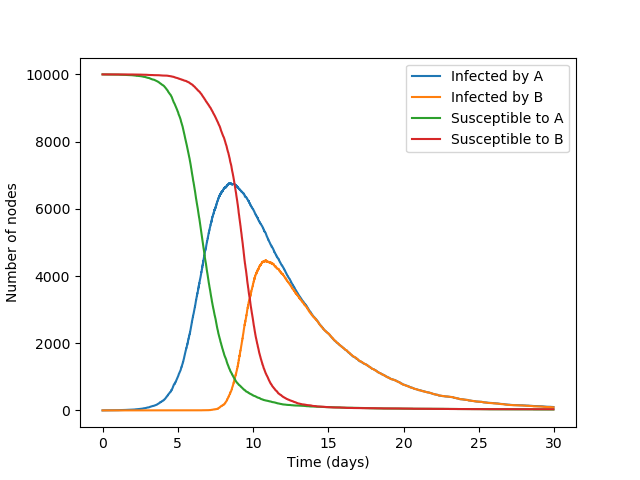 Infected by A
Infected by B
Susceptible to A
Susceptible to B
Number of nodes
10000
8000
6000
4000
2000
0
0 5 10 15 20 25 30
Time (days)